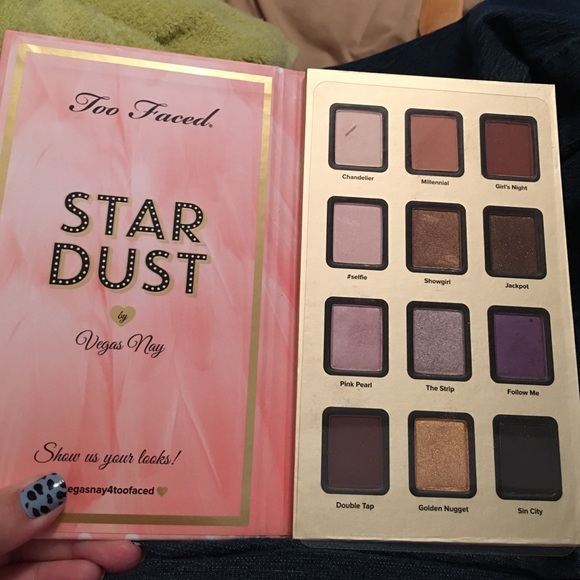 Too Faced®
STAR
DUST
by
Vegas Nay
Show us your looks!
egasnay4toofaced
Chandelier
Millennial
Girl's Night
#selfie
Showgirl
Jackpot
Pink Pearl
The Strip
Follow Me
Double Tap
Golden Nugget
Sin City